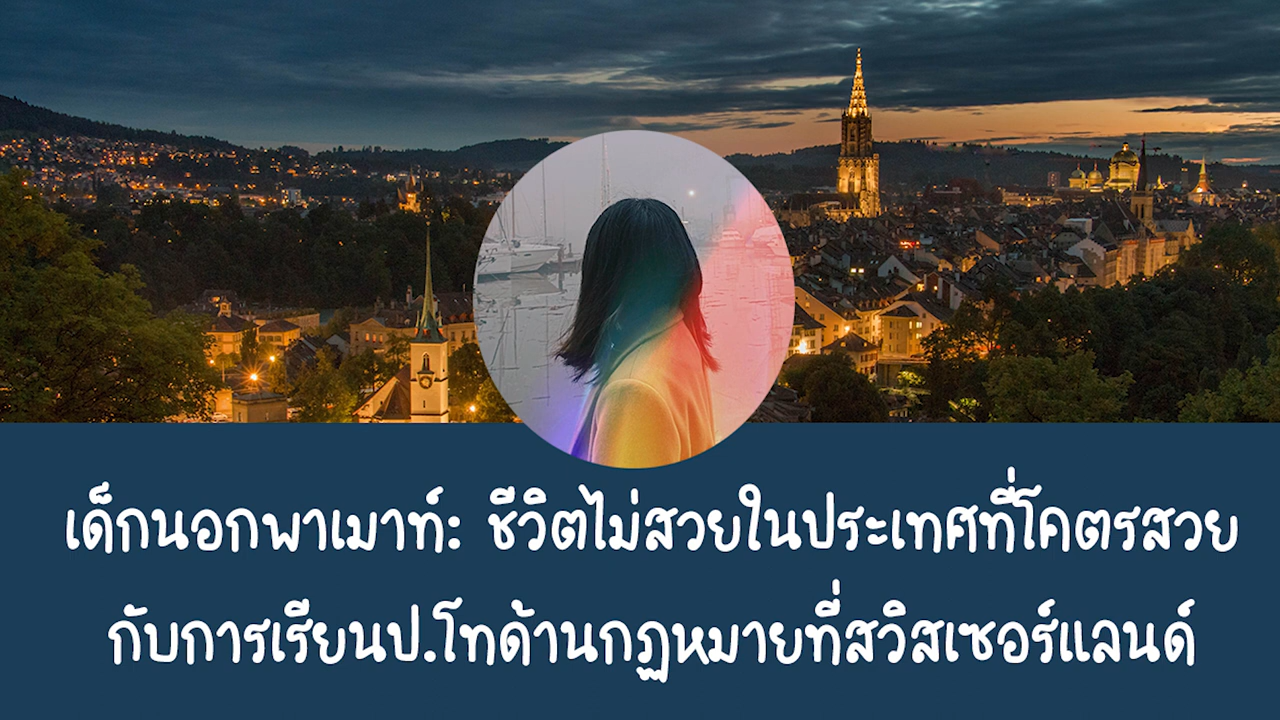 เด็กนอกพาเมาท์: ชีวิตไม่สวยในประเทศที่โคตรสวย
กับการเรียนป.โทด้านกฏหมายที่สวิสเซอร์แลนด์